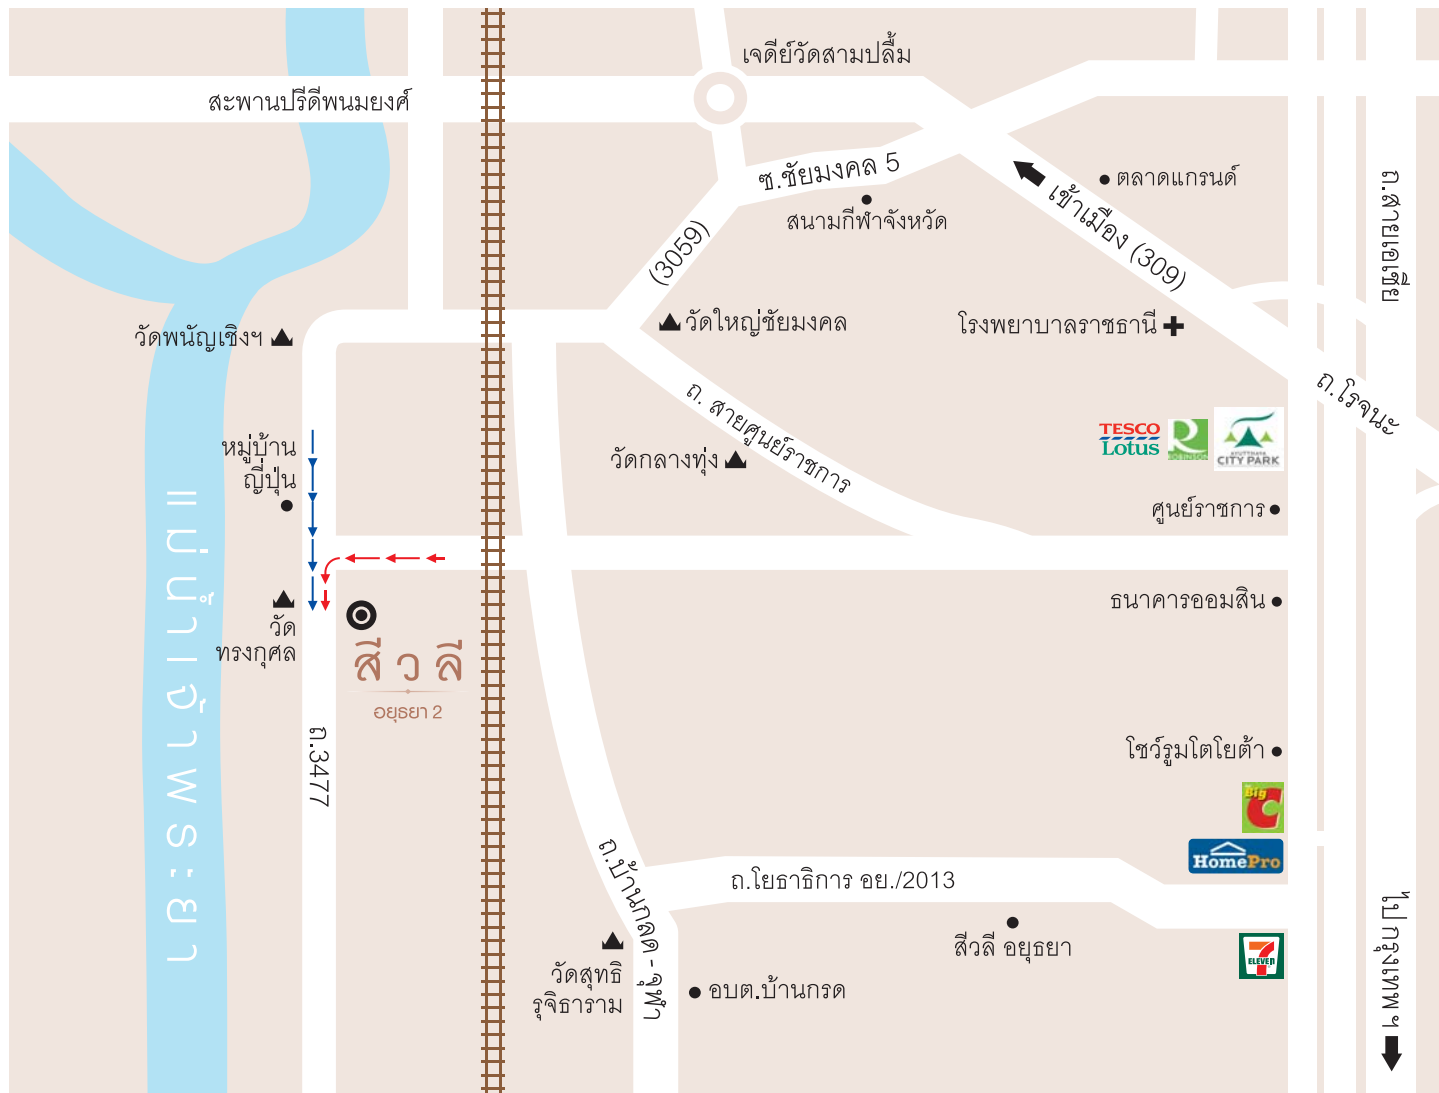 เจดีย์วัดสามปลื้ม
สะพานปรีดีพนมยงศ์
ซ.ชัยมงคล 5
ตลาดแกรนด์
สนามกีฬาจังหวัด
เข้าเมือง (309)
ถ.สายเอเซีย
(3059)
วัดพนัญเชิงฯ
วัดใหญ่ชัยมงคล
โรงพยาบาลราชธานี
ถ.โรจนะ
ถ. สายศูนย์ราชการ
TESCO
Lotus
R
ROBINSON
AYUTTHAYA
CITY PARK
หมู่บ้าน
ญี่ปุ่น
วัดกลางทุ่ง
ศูนย์ราชการ
แม่น้ำเจ้าพระยา
ธนาคารออมสิน
วัด
ทรงกุศล
สีวลี
อยุธยา 2
ถ.3477
โชว์รูมโตโยต้า
Big
C
HomePro
ถ.บ้านกลด - จุฬา
ถ.โยธาธิการ อย./2013
สีวลี อยุธยา
7
ELEVEn
วัดสุทธิ
รุจิธาราม
อบต.บ้านกรด
ไป กรุงเทพ ฯ